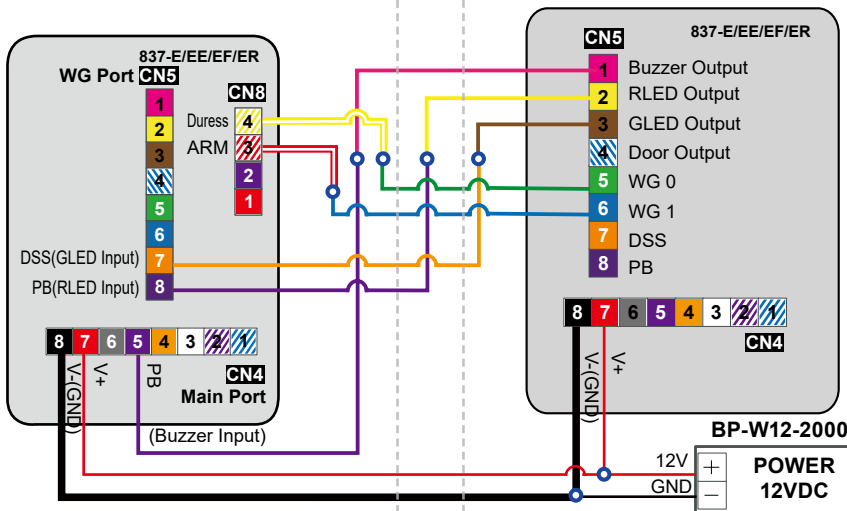 837-E/EE/EF/ER
WG Port CN5
1
2
3
4
5
6
DSS(GLED Input) 7
PB(RLED Input) 8
CN8
Duress 4
ARM 3
2
1
8 7 6 5 4 3 2 1
V-(GND)
V+
PB
CN4
Main Port
(Buzzer Input)
837-E/EE/EF/ER
CN5
1 Buzzer Output
2 RLED Output
3 GLED Output
4 Door Output
5 WG 0
6 WG 1
7 DSS
8 PB
8 7 6 5 4 3 2 1
V-(GND)
V+
CN4
BP-W12-2000
12V + POWER
GND − 12VDC